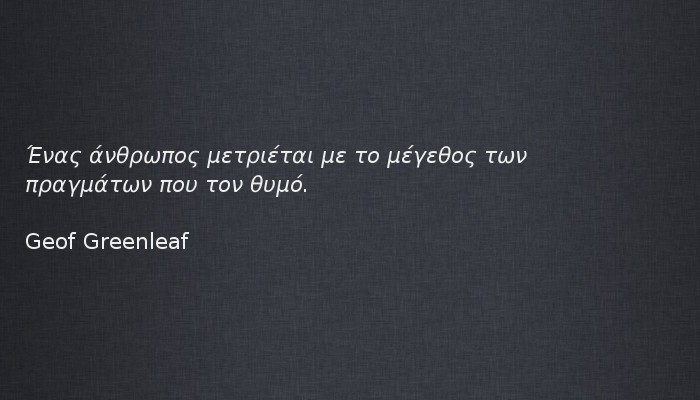 Ένας άνθρωπος μετριέται με το μέγεθος των
πραγμάτων που τον θυμό.
Geof Greenleaf